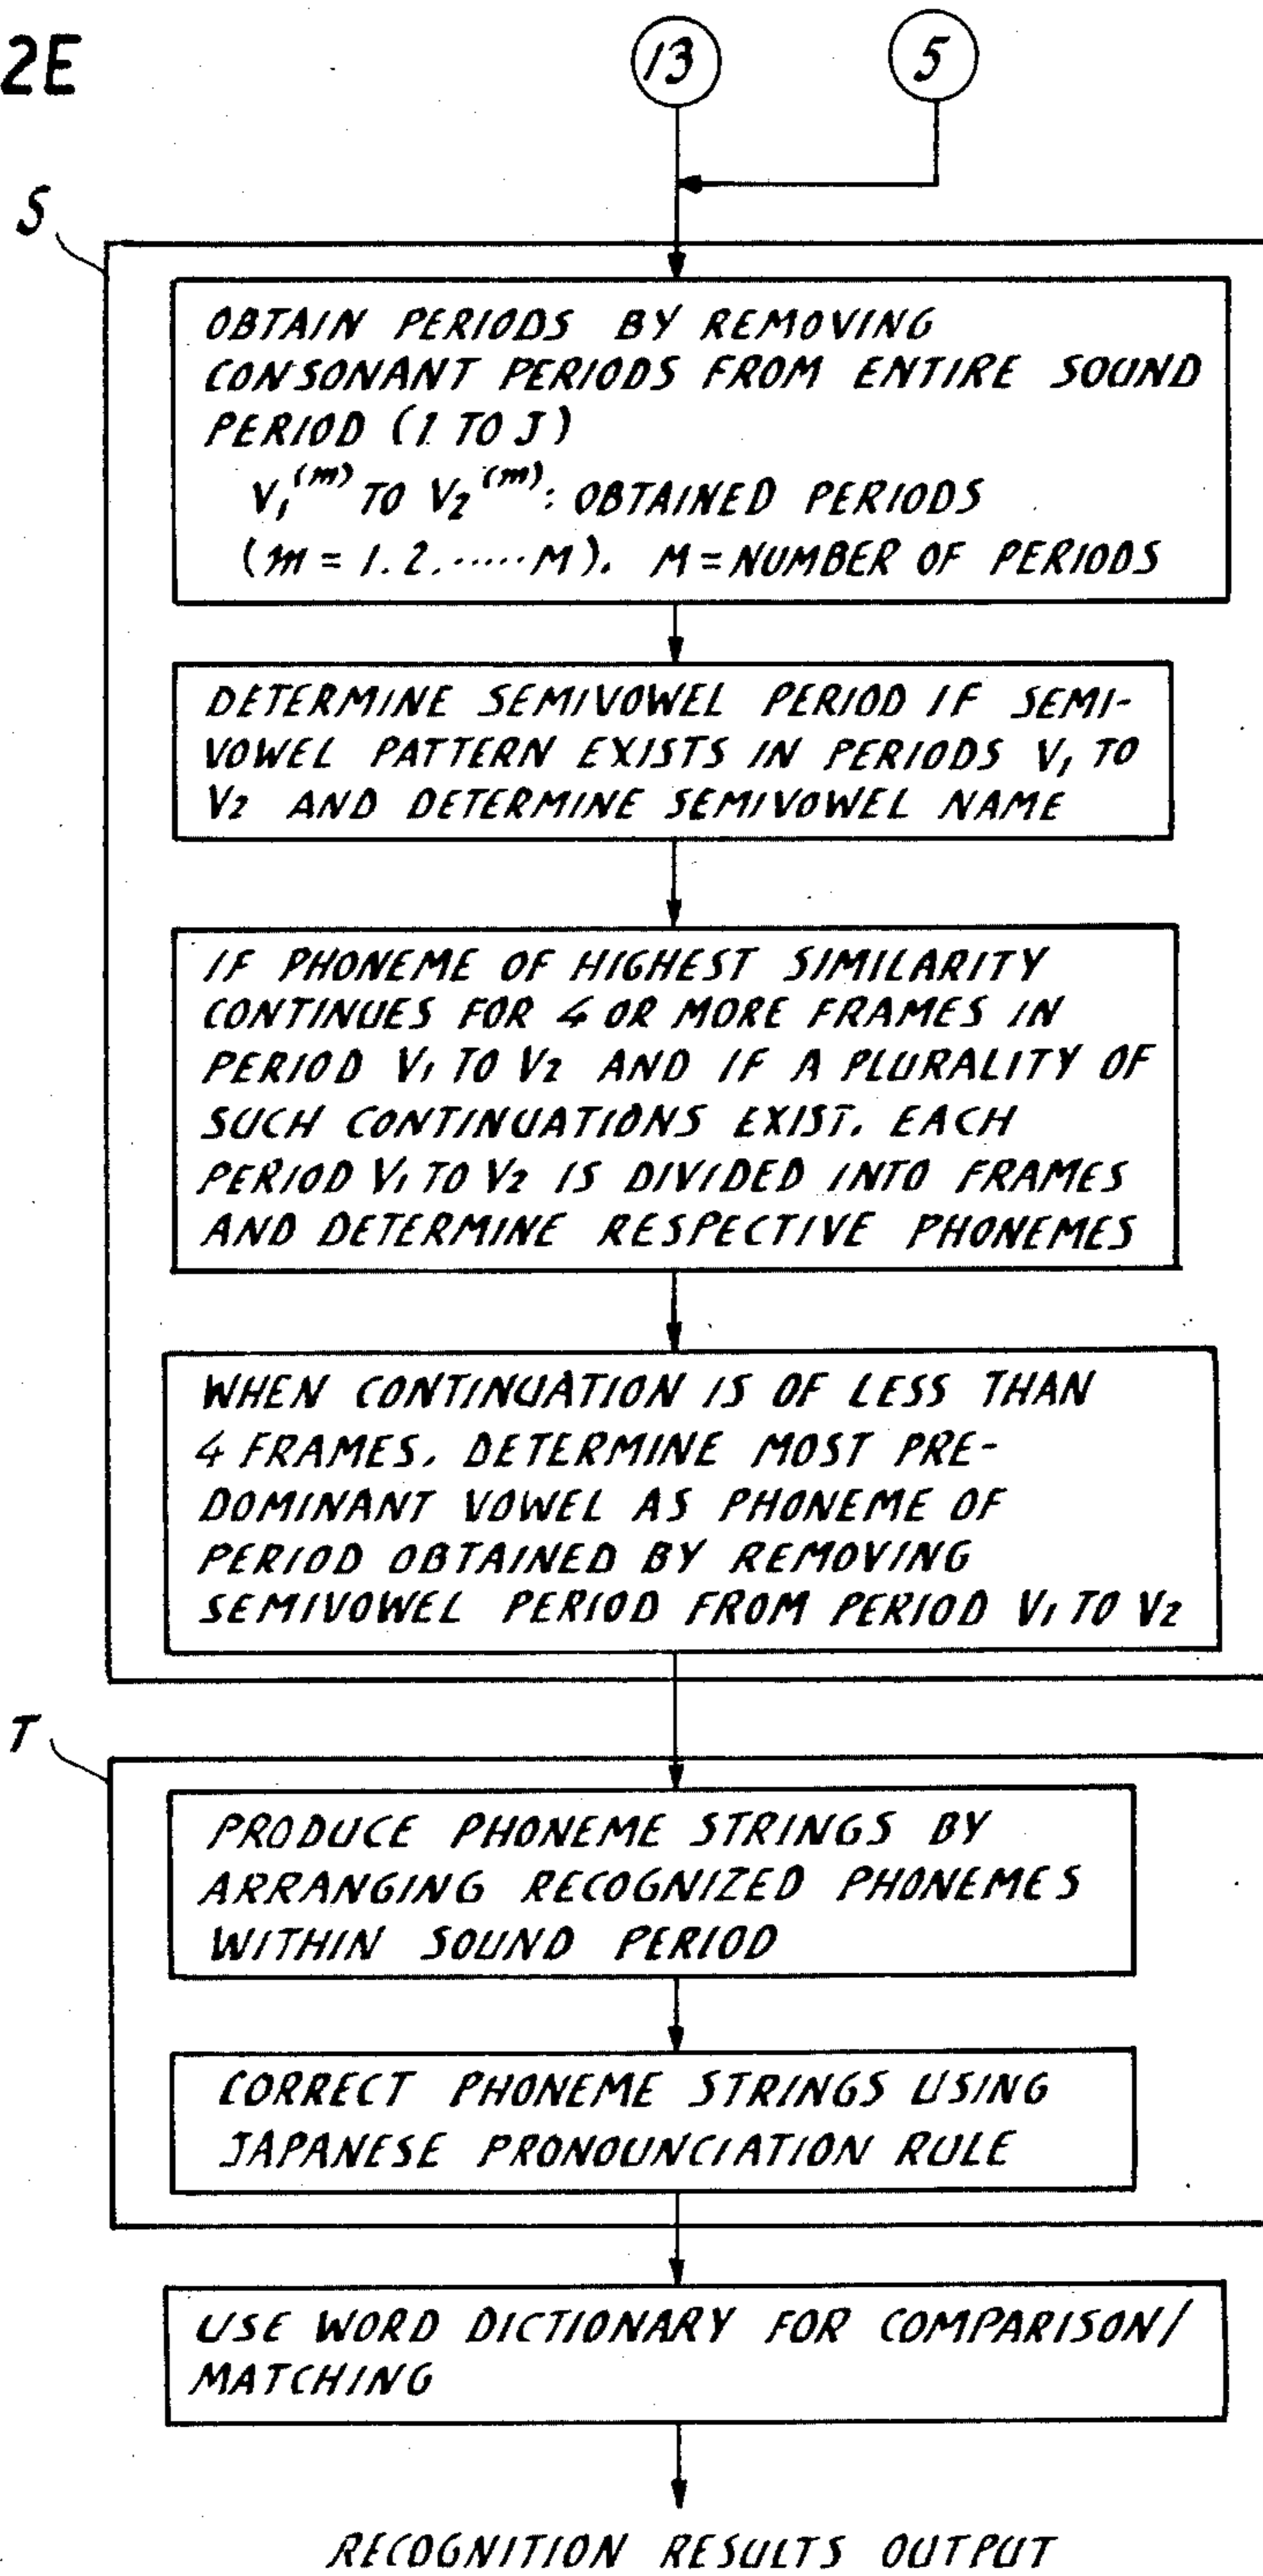 2E
13
5
S
OBTAIN PERIODS BY REMOVING
CONSONANT PERIODS FROM ENTIRE SOUND
PERIOD (1 TO J)
V₁⁽ᵐ⁾ TO V₂⁽ᵐ⁾: OBTAINED PERIODS
(m = 1. 2. ..... M). M = NUMBER OF PERIODS
DETERMINE SEMIVOWEL PERIOD IF SEMI-
VOWEL PATTERN EXISTS IN PERIODS V₁ TO
V₂ AND DETERMINE SEMIVOWEL NAME
IF PHONEME OF HIGHEST SIMILARITY
CONTINUES FOR 4 OR MORE FRAMES IN
PERIOD V₁ TO V₂ AND IF A PLURALITY OF
SUCH CONTINUATIONS EXIST. EACH
PERIOD V₁ TO V₂ IS DIVIDED INTO FRAMES
AND DETERMINE RESPECTIVE PHONEMES
WHEN CONTINUATION IS OF LESS THAN
4 FRAMES. DETERMINE MOST PRE-
DOMINANT VOWEL AS PHONEME OF
PERIOD OBTAINED BY REMOVING
SEMIVOWEL PERIOD FROM PERIOD V₁ TO V₂
T
PRODUCE PHONEME STRINGS BY
ARRANGING RECOGNIZED PHONEMES
WITHIN SOUND PERIOD
CORRECT PHONEME STRINGS USING
JAPANESE PRONOUNCIATION RULE
USE WORD DICTIONARY FOR COMPARISON/
MATCHING
RECOGNITION RESULTS OUTPUT